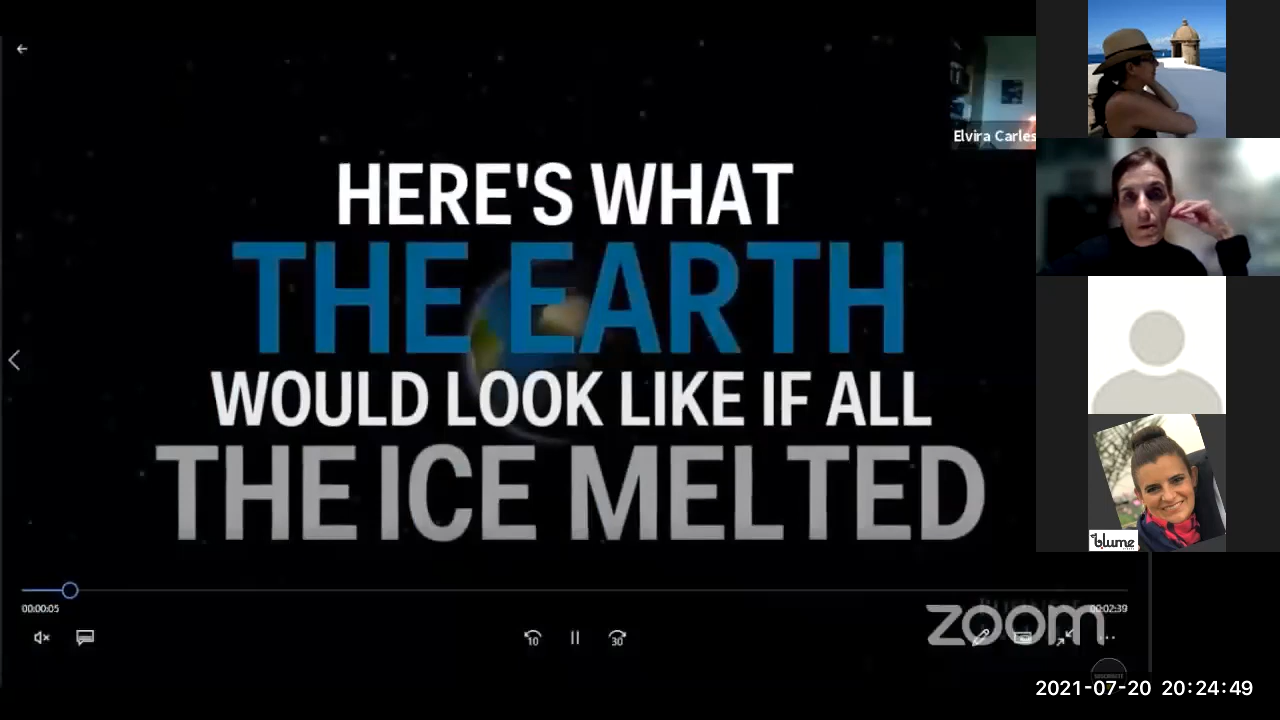 Elvira Carles
HERE'S WHAT
THE EARTH
WOULD LOOK LIKE IF ALL
THE ICE MELTED
blume
00:00:05
00:02:39
10
30
zoom
2021-07-20 20:24:49